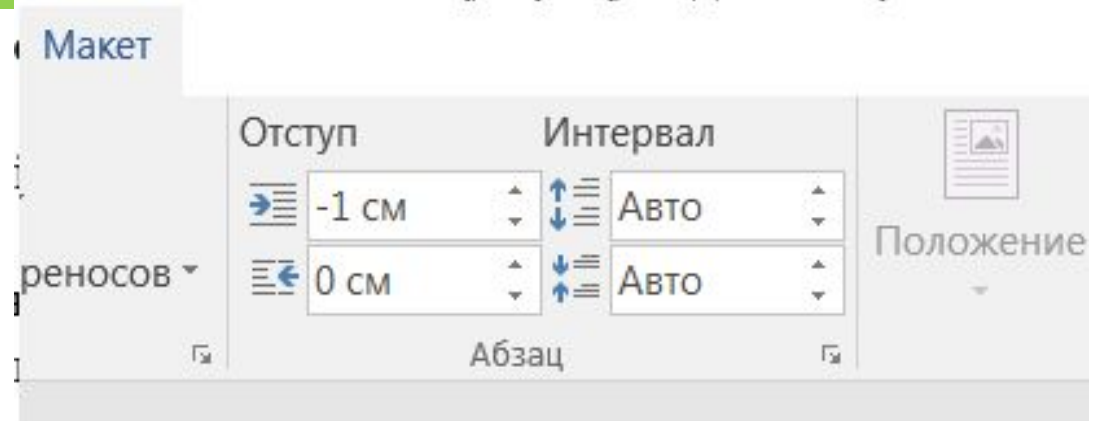 Макет
Отступ Интервал
-1 см Авто
Положение
реносов 0 см Авто
Абзац